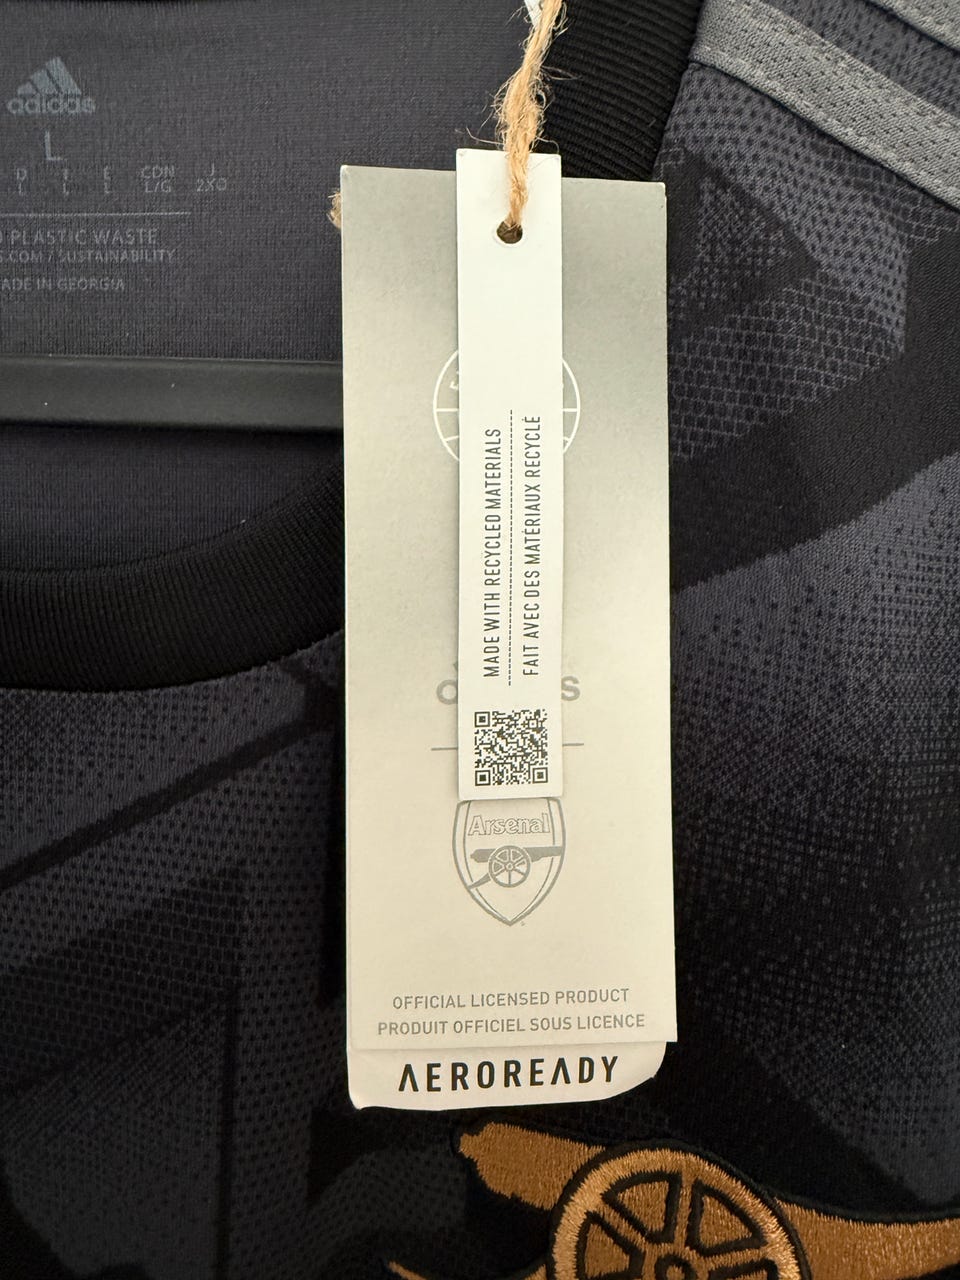 adidas
L
D I E CDN J
L L L L/G 2XO
PLASTIC WASTE
.COM / SUSTAINABILITY
ADE IN GEORGIA
MADE WITH RECYCLED MATERIALS
FAIT AVEC DES MATÉRIAUX RECYCLÉ
Arsenal
OFFICIAL LICENSED PRODUCT
PRODUIT OFFICIEL SOUS LICENCE
AEROREADY